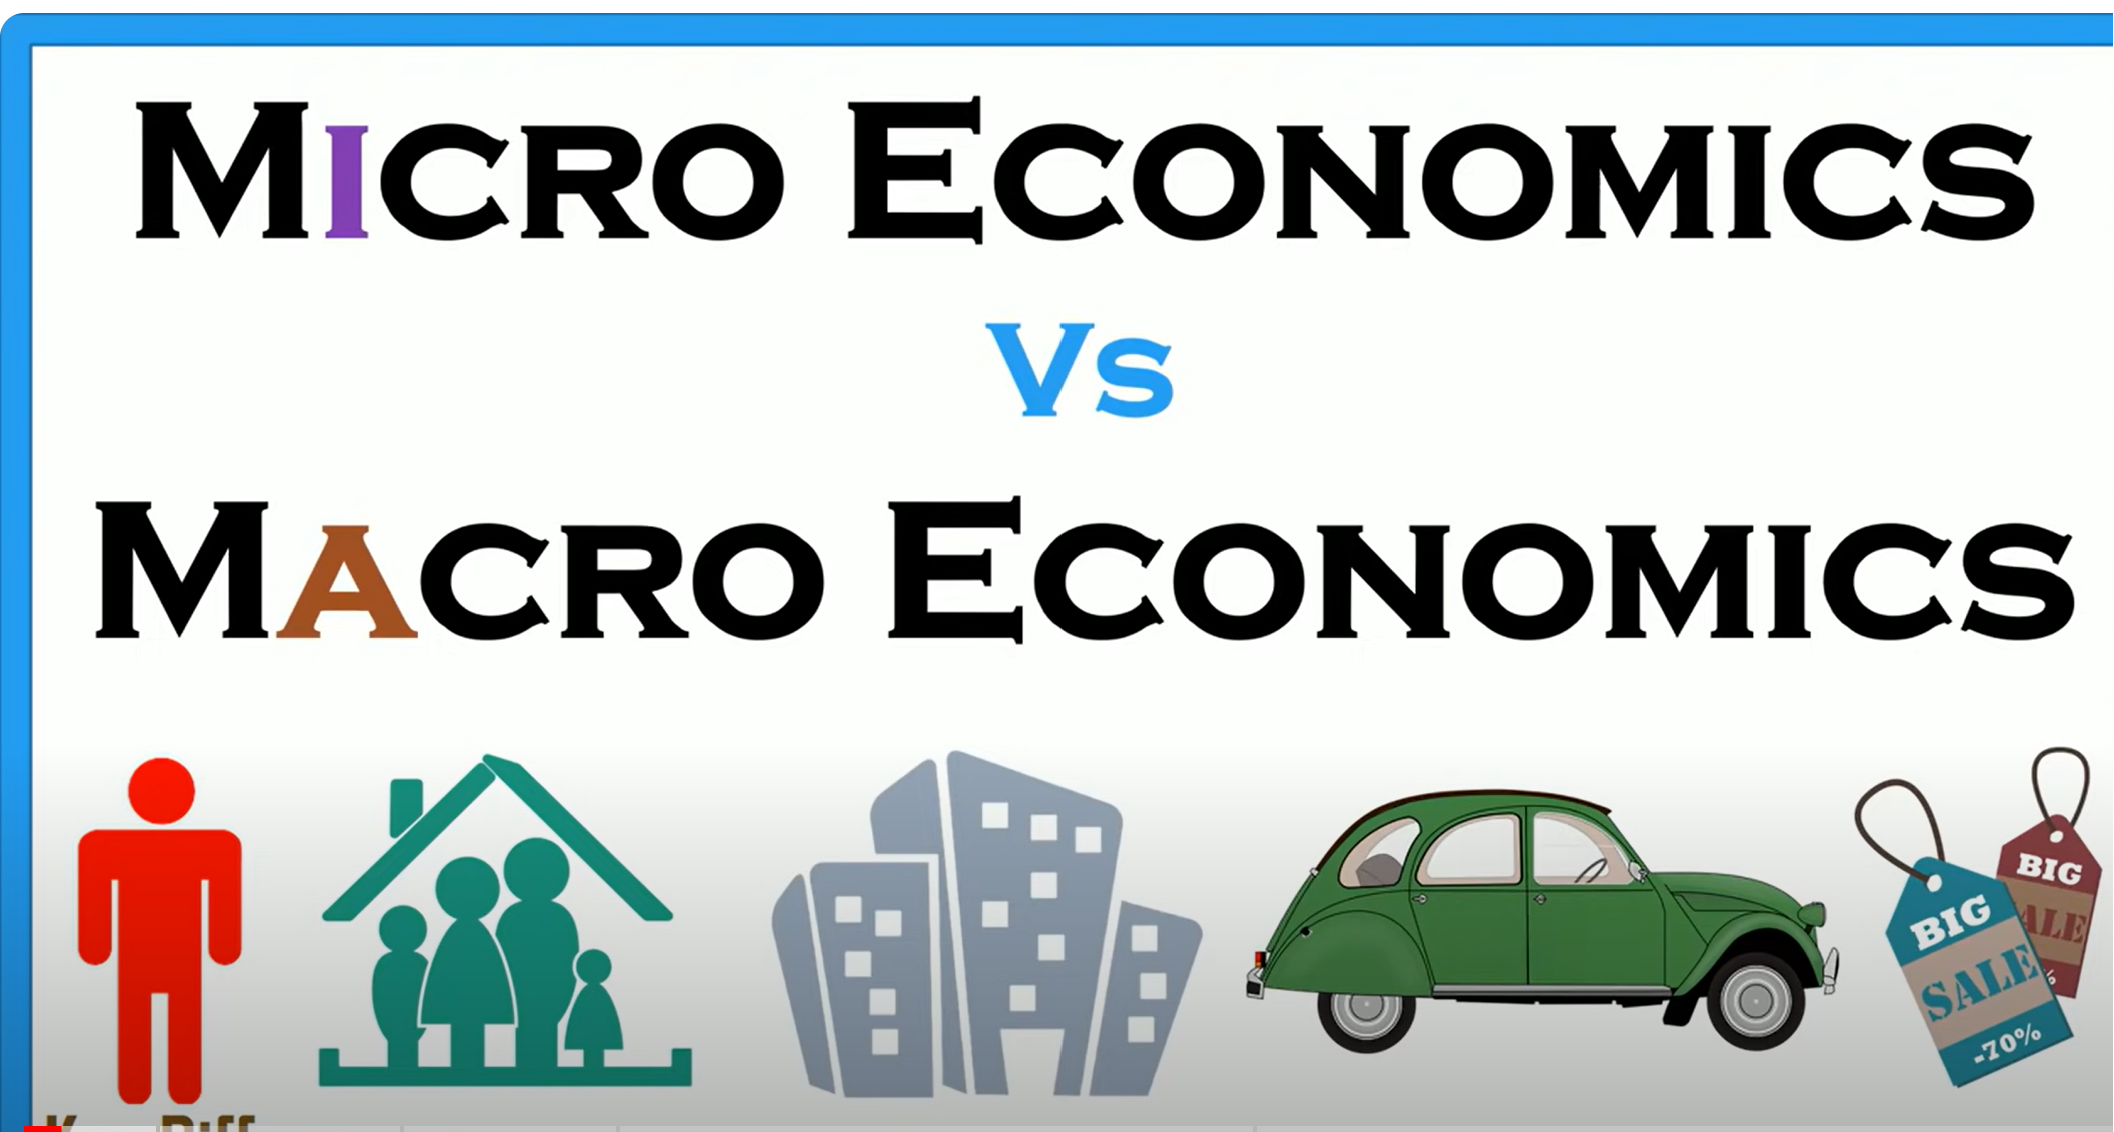 MICRO ECONOMICS
VS
MACRO ECONOMICS
BIG
SALE
-70%
BIG